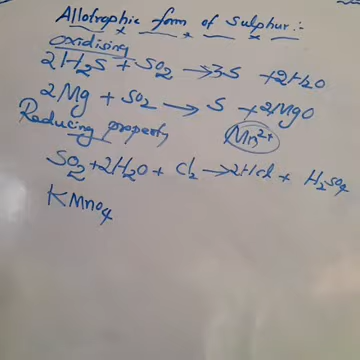 Allotrophic form of Sulphur:-
oxidising
2H₂S + SO₂ → 3S + 2H₂O
2Mg + SO₂ → S + 2MgO
Reducing property Mn²⁺
SO₂ + 2H₂O + Cl₂ → 2HCl + H₂SO₄
KMnO₄